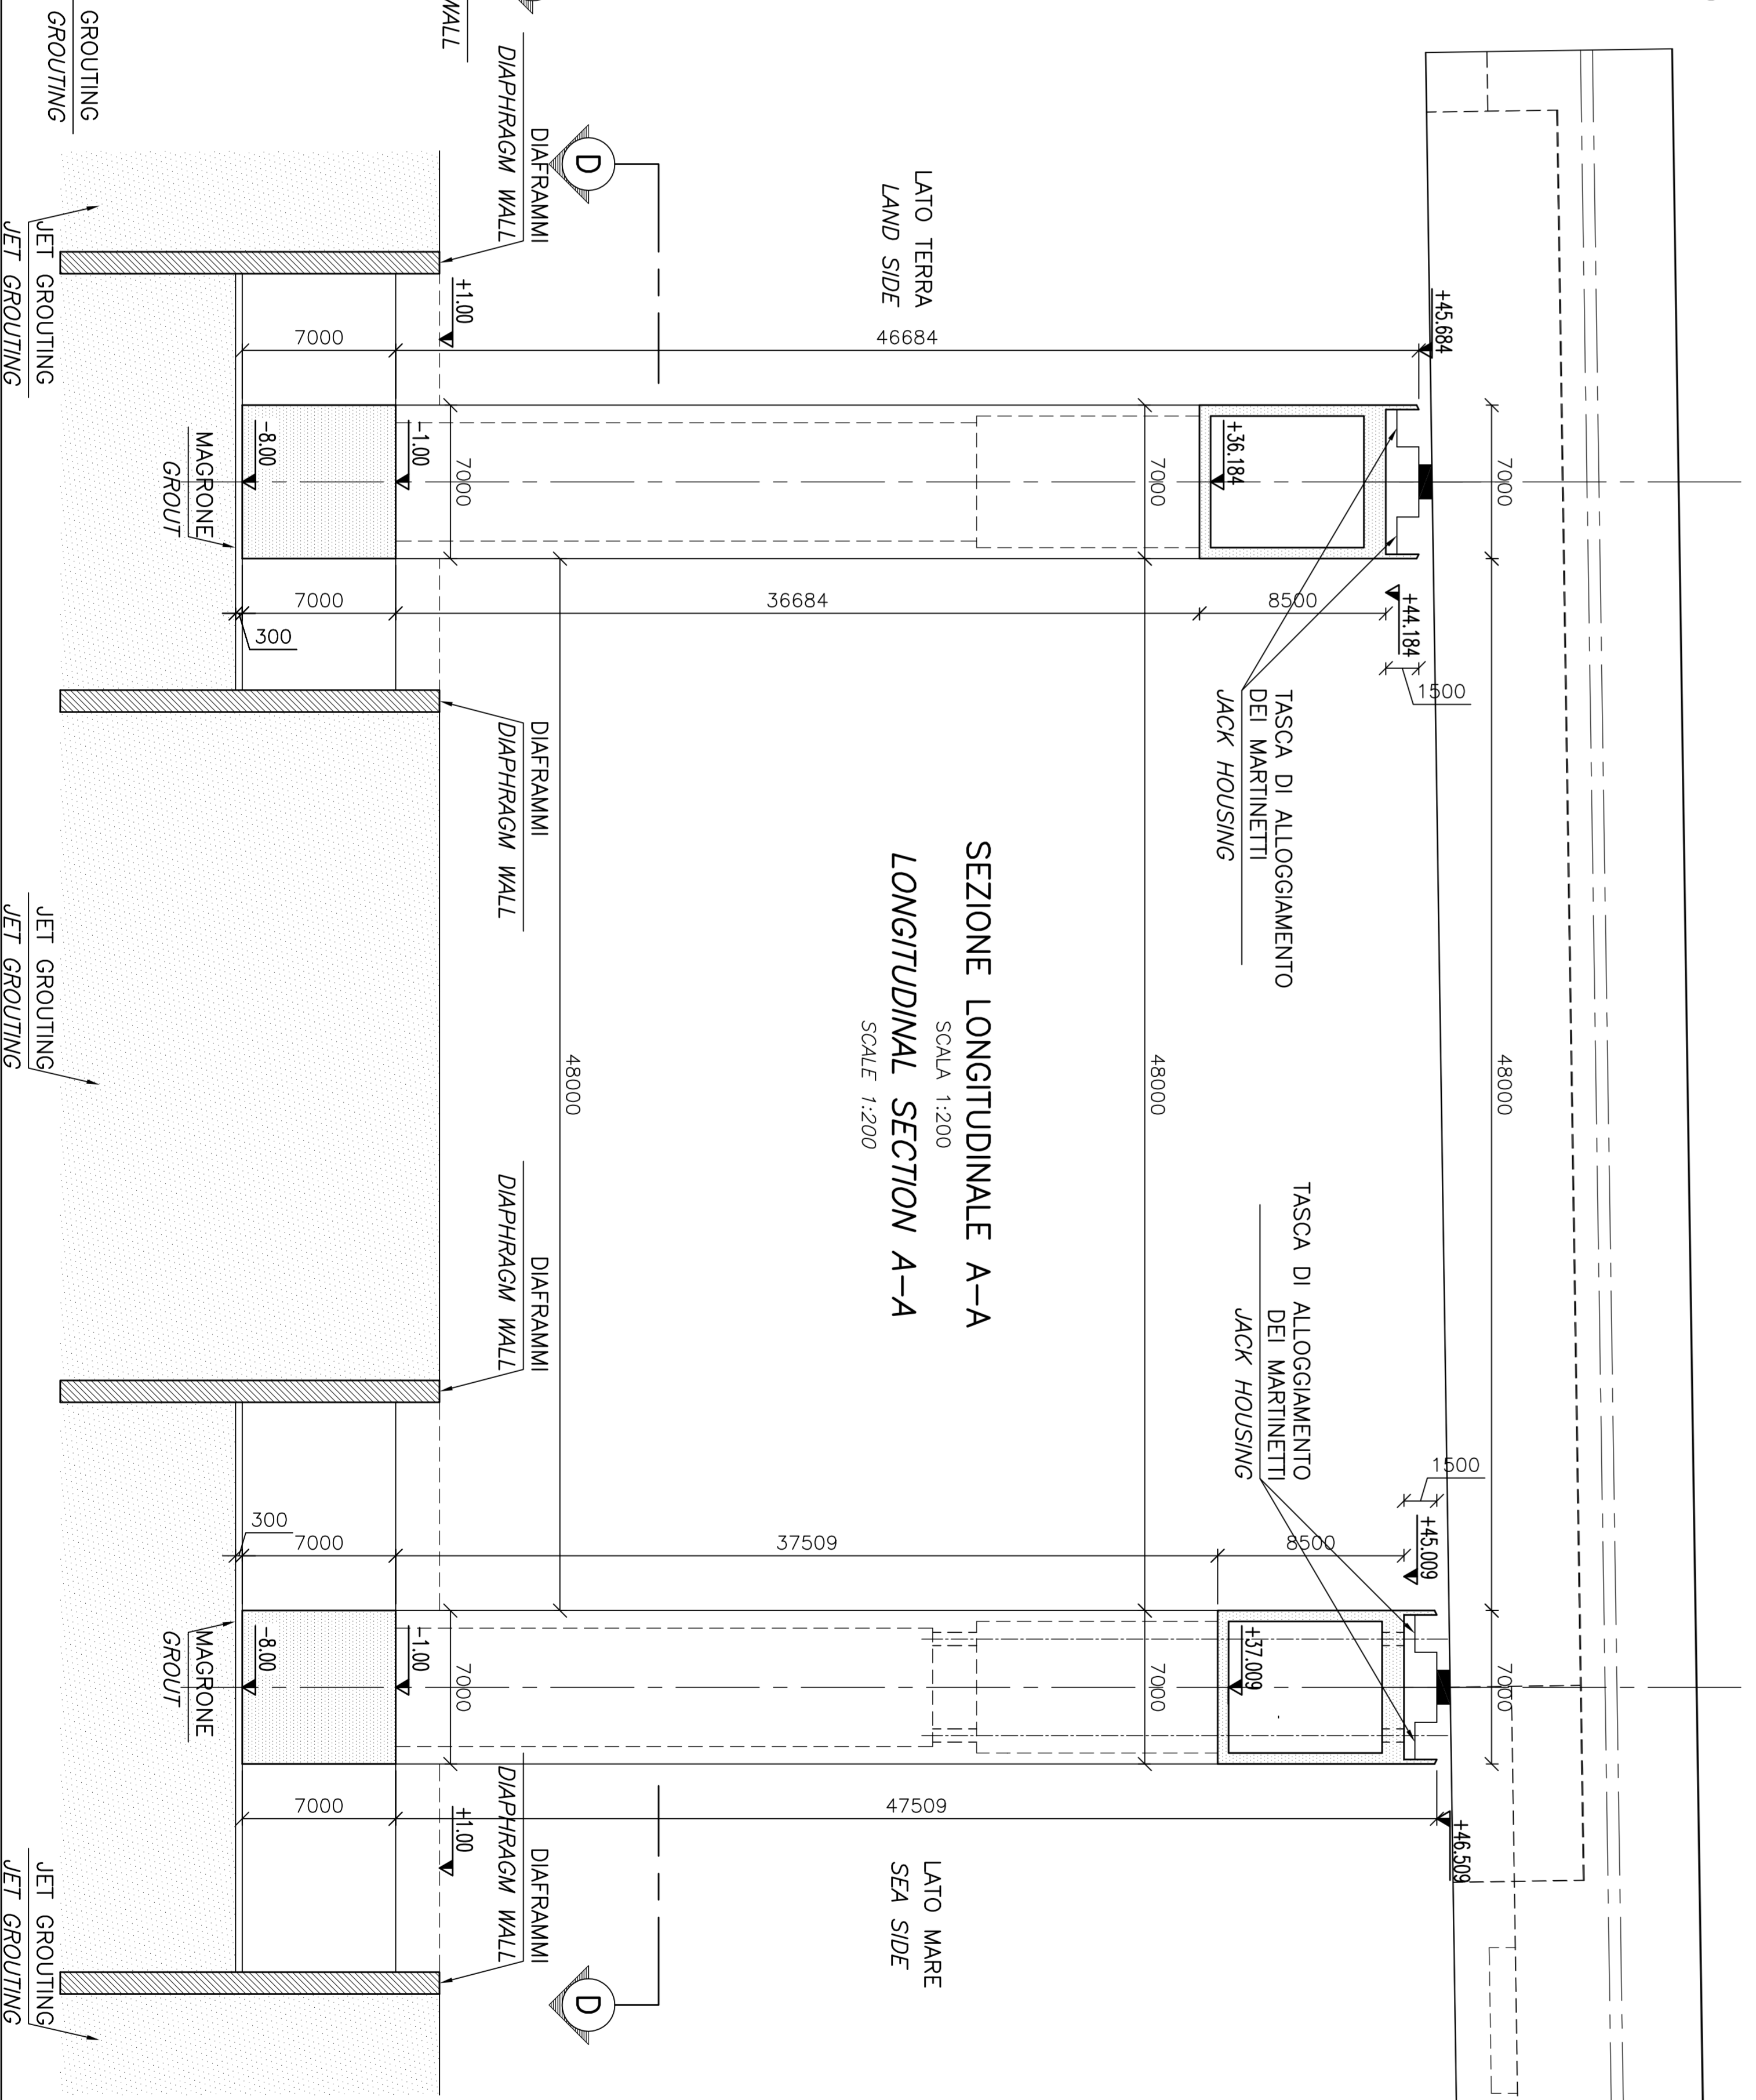 SEZIONE LONGITUDINALE A-A
SCALA 1:200
LONGITUDINAL SECTION A-A
SCALE 1:200
LATO TERRA
LAND SIDE
LATO MARE
SEA SIDE
TASCA DI ALLOGGIAMENTO
DEI MARTINETTI
JACK HOUSING
TASCA DI ALLOGGIAMENTO
DEI MARTINETTI
JACK HOUSING
7000
48000
7000
+45.684
+44.184
1500
1500
+45.009
+46.509
+36.184
+37.009
8500
8500
7000
48000
7000
46684
36684
37509
47509
48000
D
D
WALL
DIAFRAMMI
DIAPHRAGM WALL
DIAFRAMMI
DIAPHRAGM WALL
DIAFRAMMI
DIAPHRAGM WALL
DIAFRAMMI
DIAPHRAGM WALL
+1.00
+1.00
7000
7000
-1.00
-1.00
7000
7000
7000
7000
300
300
-8.00
-8.00
MAGRONE
GROUT
MAGRONE
GROUT
GROUTING
GROUTING
JET GROUTING
JET GROUTING
JET GROUTING
JET GROUTING
JET GROUTING
JET GROUTING